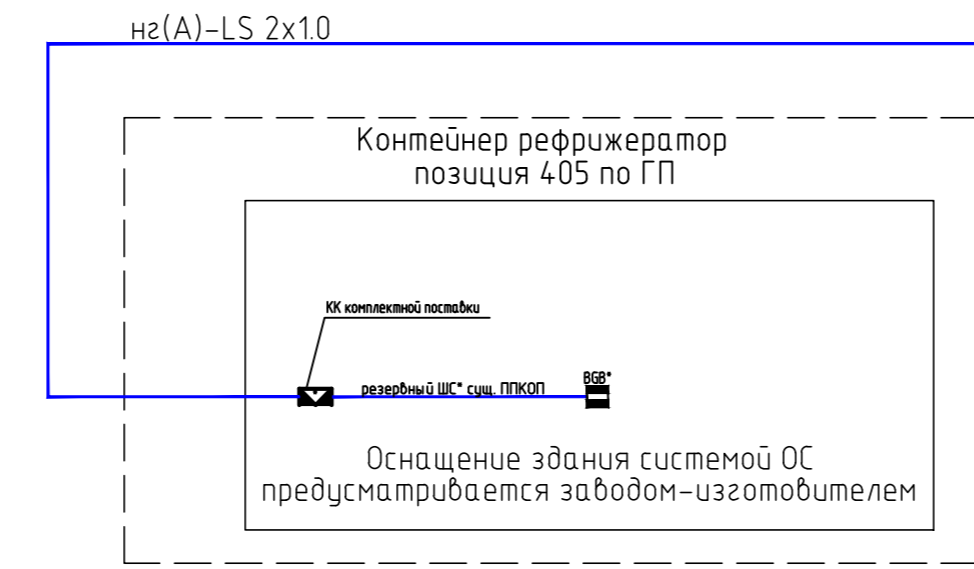 нг(А)-LS 2х1.0
Контейнер рефрижератор
позиция 405 по ГП
КК комплектной поставки
резервный ШС* сущ. ППКОП
BGB*
Оснащение здания системой ОС
предусматривается заводом-изготовителем